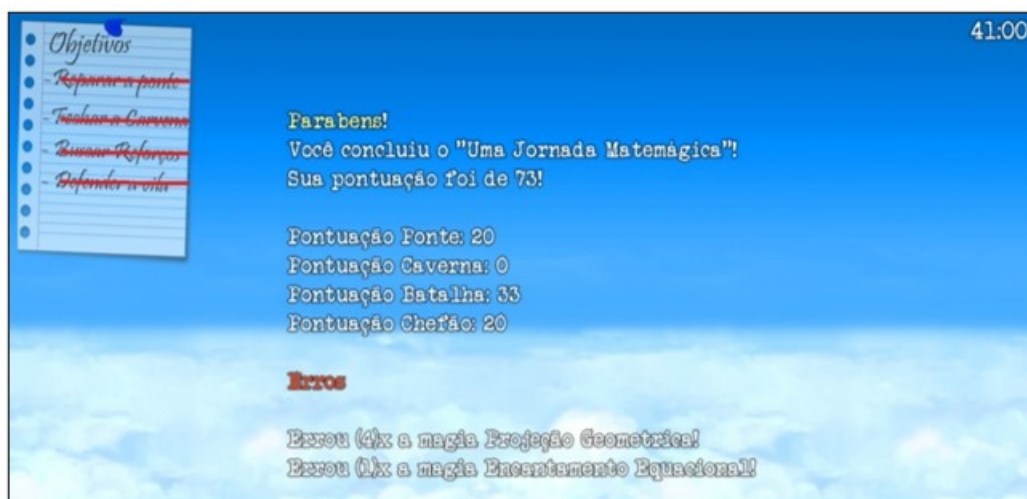 41:00
Objetivos
- Reparar a ponte
- Fechar a Carvena
- Buscar Reforços
- Defender a vila
Parabens!
Você concluiu o "Uma Jornada Matemágica"!
Sua pontuação foi de 73!
Pontuação Ponte: 20
Pontuação Caverna: 0
Pontuação Batalha: 33
Pontuação Chefão: 20
Erros
Errou (4)x a magia Projeção Geometrica!
Errou (1)x a magia Encantamento Equacional!